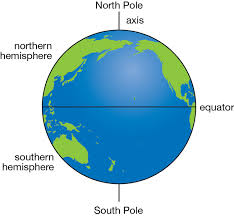 North Pole
axis
northern
hemisphere
equator
southern
hemisphere
South Pole